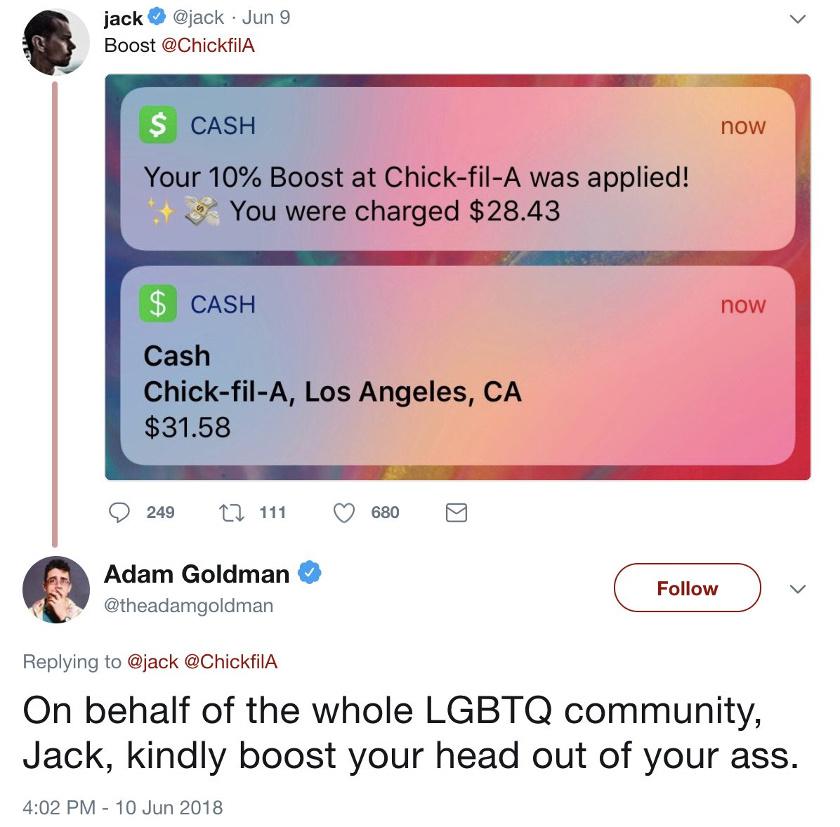 jack @jack · Jun 9
Boost @ChickfilA
$ CASH now
Your 10% Boost at Chick-fil-A was applied!
✨ 💸 You were charged $28.43
$ CASH now
Cash
Chick-fil-A, Los Angeles, CA
$31.58
249 111 680
Adam Goldman
Follow
@theadamgoldman
Replying to @jack @ChickfilA
On behalf of the whole LGBTQ community,
Jack, kindly boost your head out of your ass.
4:02 PM - 10 Jun 2018